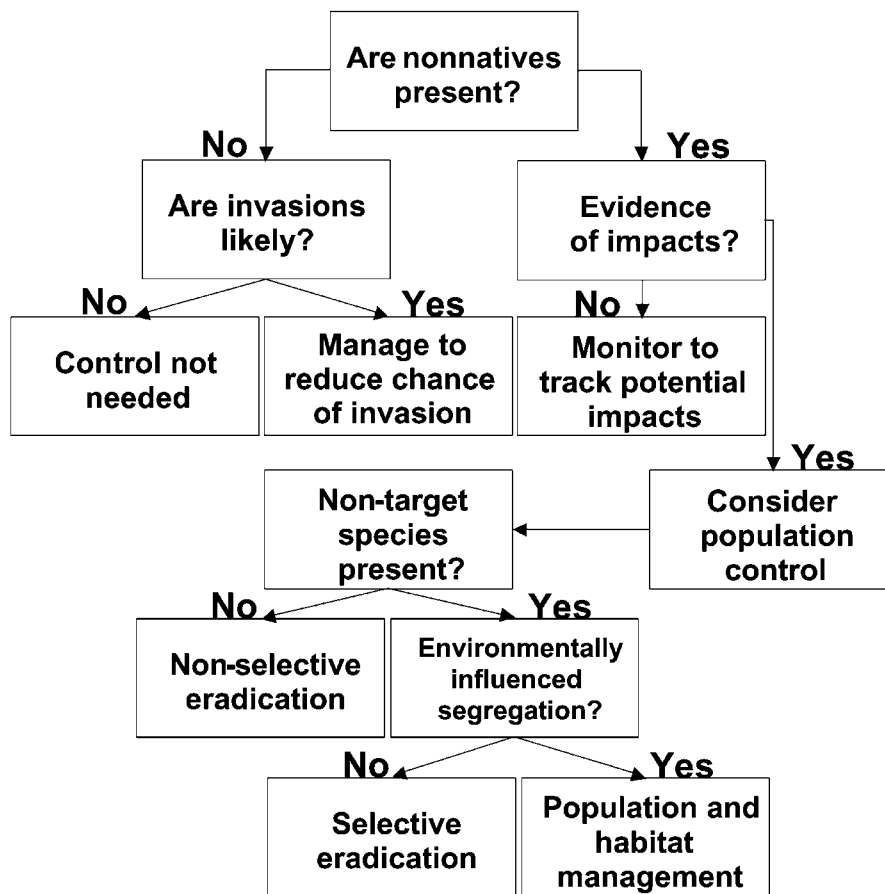 Are nonnatives
present?
No
Yes
Are invasions
likely?
Evidence
of impacts?
No
Yes
No
Control not
needed
Manage to
reduce chance
of invasion
Monitor to
track potential
impacts
Yes
Non-target
species
present?
Consider
population
control
No
Yes
Non-selective
eradication
Environmentally
influenced
segregation?
No
Yes
Selective
eradication
Population and
habitat
management